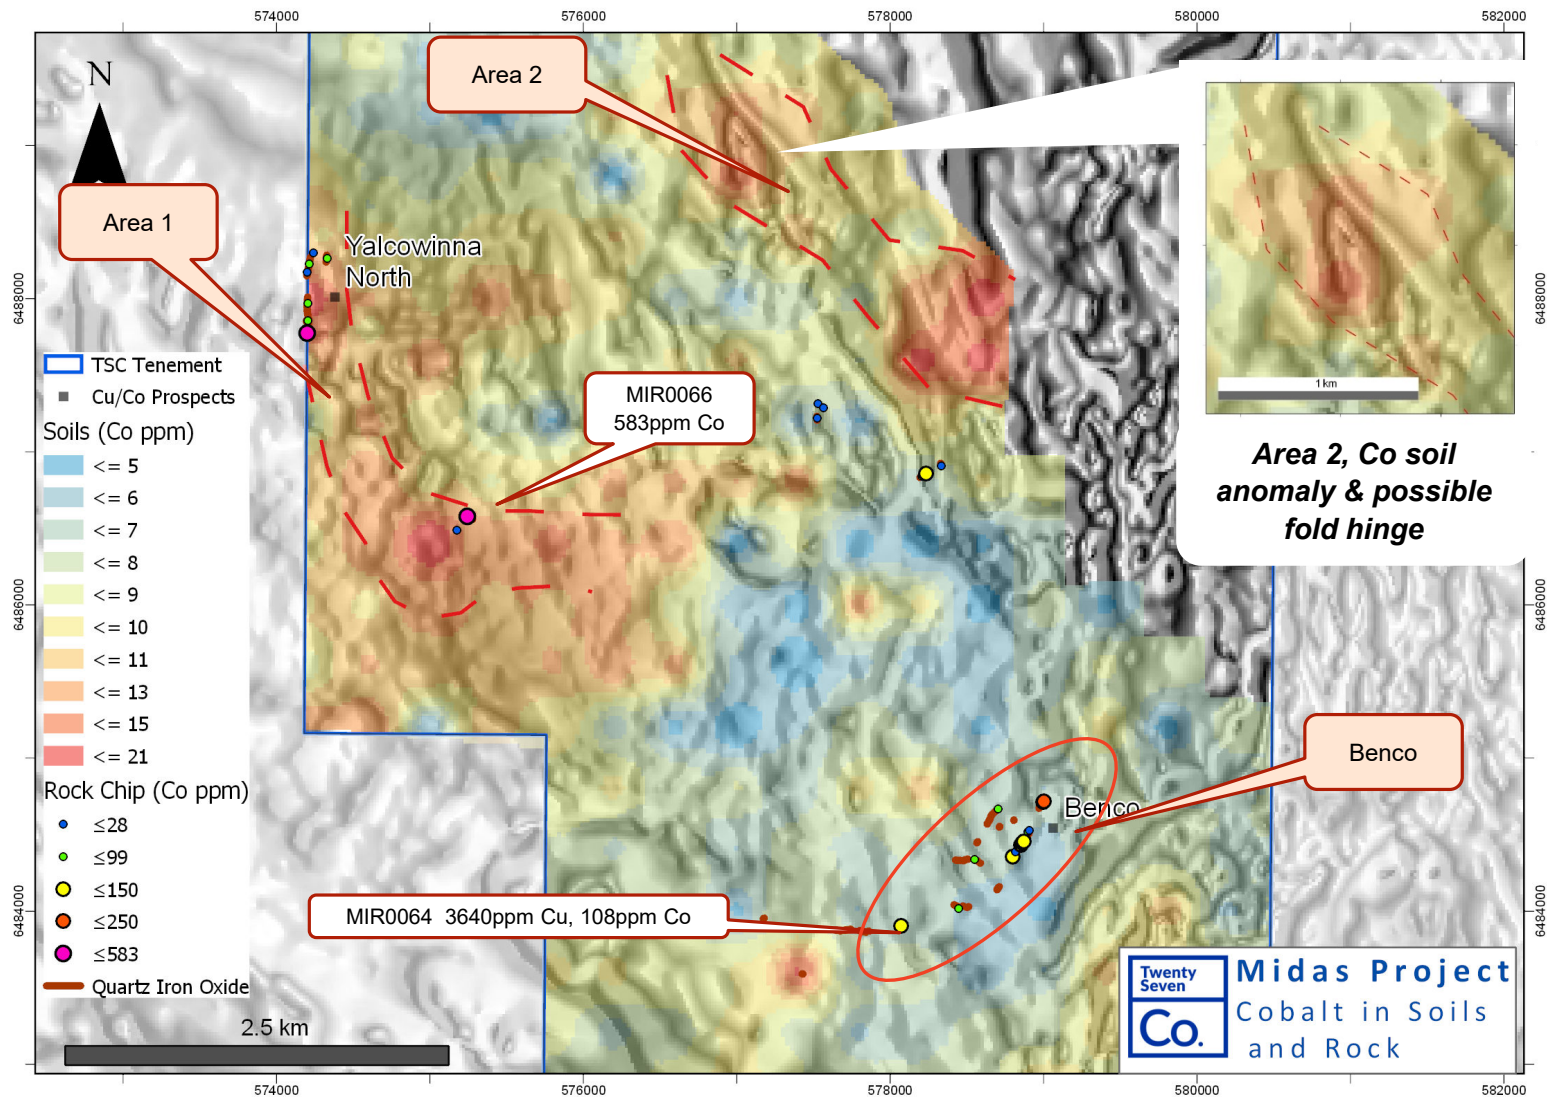 574000
576000
578000
580000
582000
N
Area 2
Area 1
Yalcowinna
North
6488000
6488000
TSC Tenement
Cu/Co Prospects
Soils (Co ppm)
<= 5
<= 6
<= 7
<= 8
<= 9
<= 10
<= 11
<= 13
<= 15
<= 21
Rock Chip (Co ppm)
≤28
≤99
≤150
≤250
≤583
Quartz Iron Oxide
2.5 km
MIR0066
583ppm Co
1km
Area 2, Co soil
anomaly & possible
fold hinge
6486000
6486000
Benco
Benco
MIR0064 3640ppm Cu, 108ppm Co
6484000
6484000
Twenty
Seven
Co.
Midas Project
Cobalt in Soils
and Rock
574000
576000
578000
580000
582000